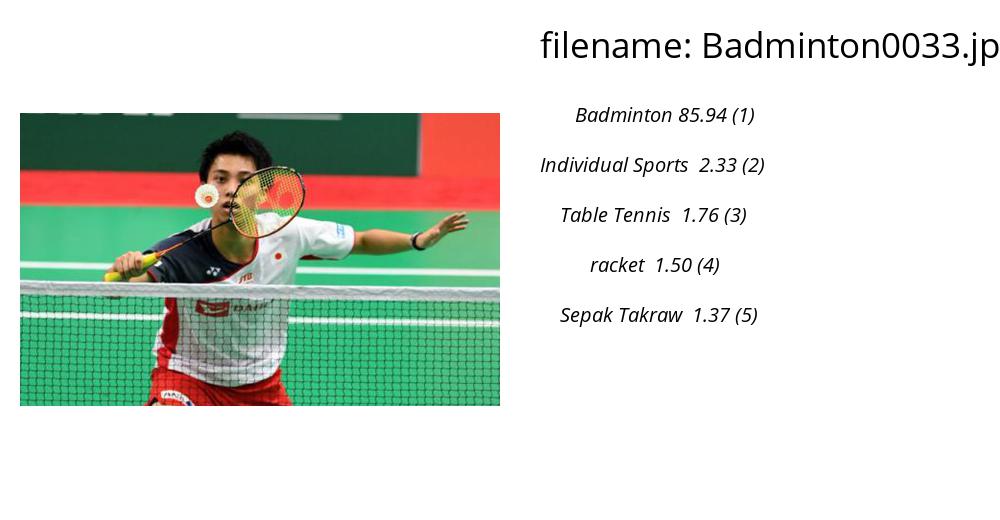 filename: Badminton0033.jp
Badminton 85.94 (1)
Individual Sports 2.33 (2)
Table Tennis 1.76 (3)
racket 1.50 (4)
Sepak Takraw 1.37 (5)